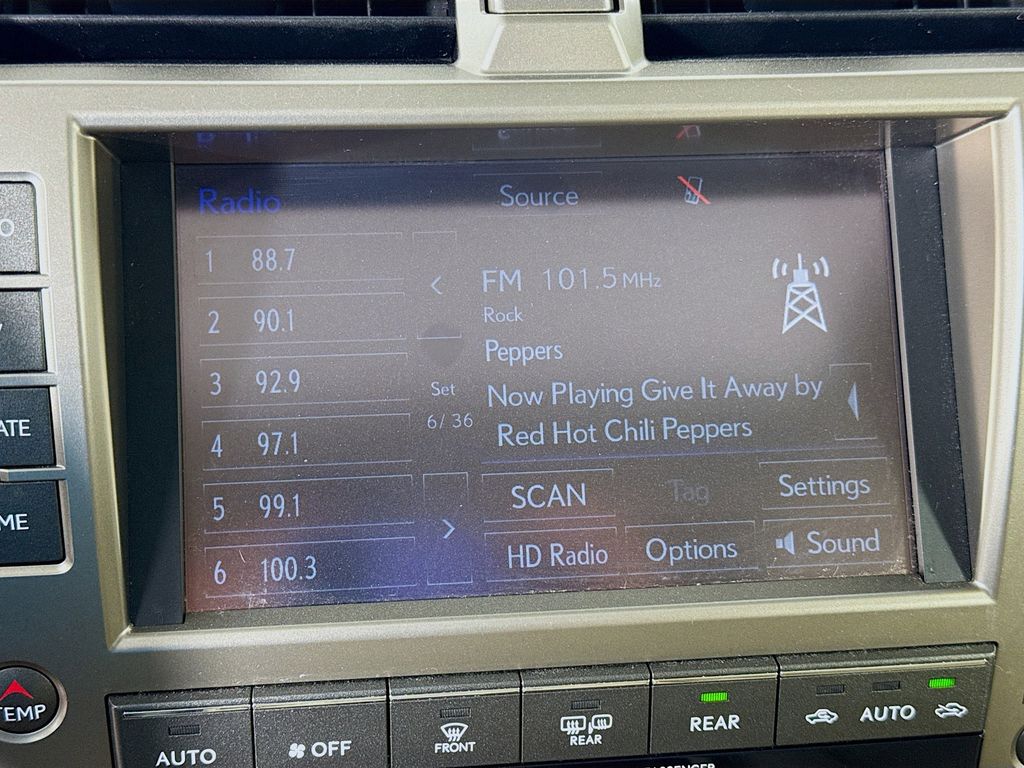 Radio
Source
1 88.7
2 90.1
3 92.9
4 97.1
5 99.1
6 100.3
<
Set
6/36
>
FM 101.5 MHz
Rock
Peppers
Now Playing Give It Away by
Red Hot Chili Peppers
SCAN
Tag
Settings
HD Radio
Options
Sound
TEMP
AUTO
OFF
FRONT
REAR
REAR
AUTO